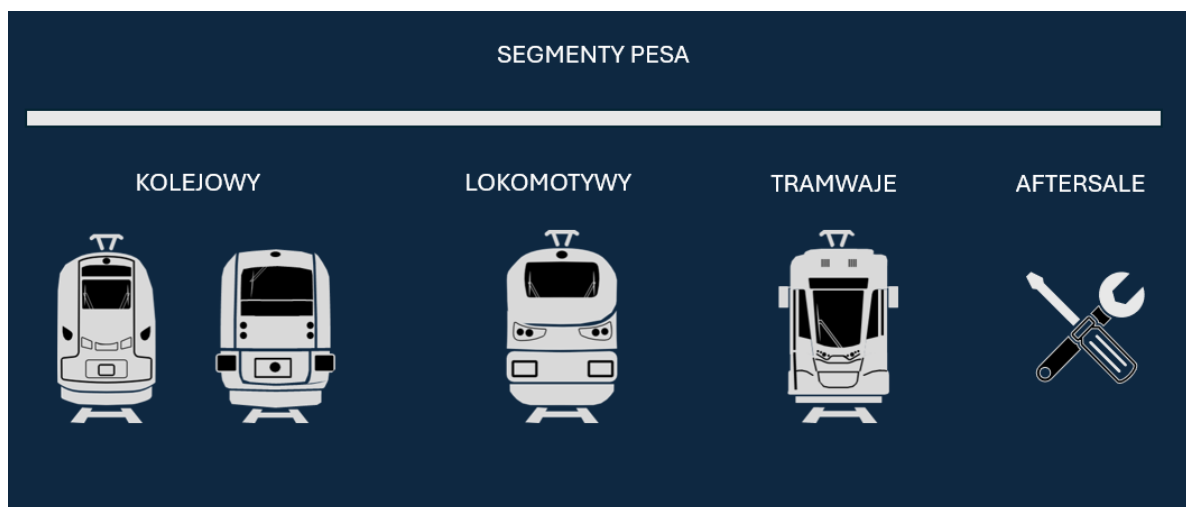 SEGMENTY PESA
KOLEJOWY
LOKOMOTYWY
TRAMWAJE
AFTERSALE